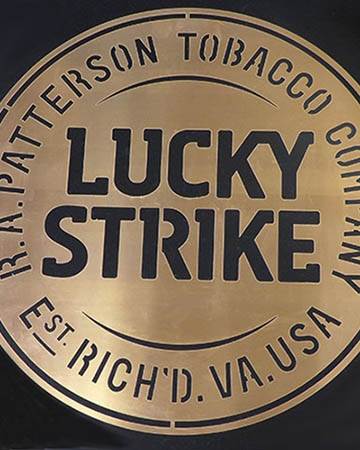 R.A.PATTERSON TOBACCO COMPANY
LUCKY
STRIKE
EST. RICH'D. VA. USA